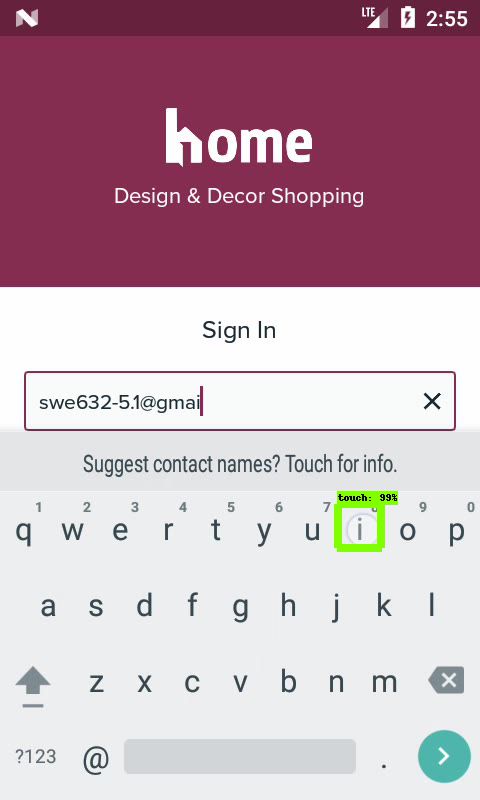 LTE 2:55
home
Design & Decor Shopping
Sign In
swe632-5.1@gmai
Suggest contact names? Touch for info.
touch: 99%
1 2 3 4 5 6 7 8 9 0
q w e r t y u i o p
a s d f g h j k l
z x c v b n m
?123 @ .